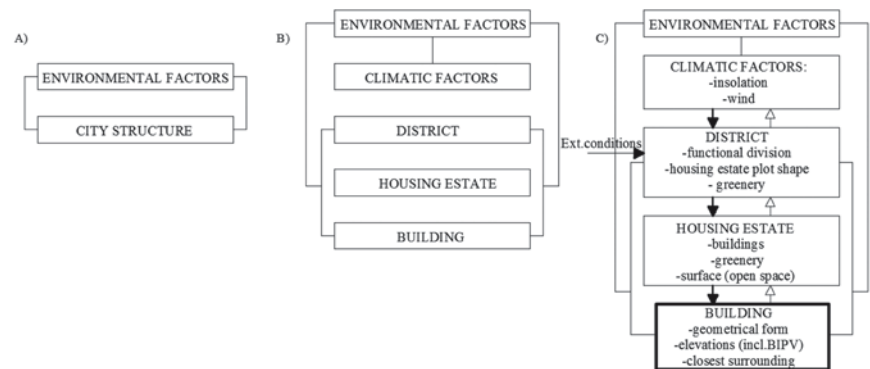 A)
ENVIRONMENTAL FACTORS
CITY STRUCTURE
B)
ENVIRONMENTAL FACTORS
CLIMATIC FACTORS
DISTRICT
HOUSING ESTATE
BUILDING
C)
ENVIRONMENTAL FACTORS
CLIMATIC FACTORS:
-insolation
-wind
Ext.conditions
DISTRICT
-functional division
-housing estate plot shape
- greenery
HOUSING ESTATE
-buildings
-greenery
-surface (open space)
BUILDING
-geometrical form
-elevations (incl.BIPV)
-closest surrounding